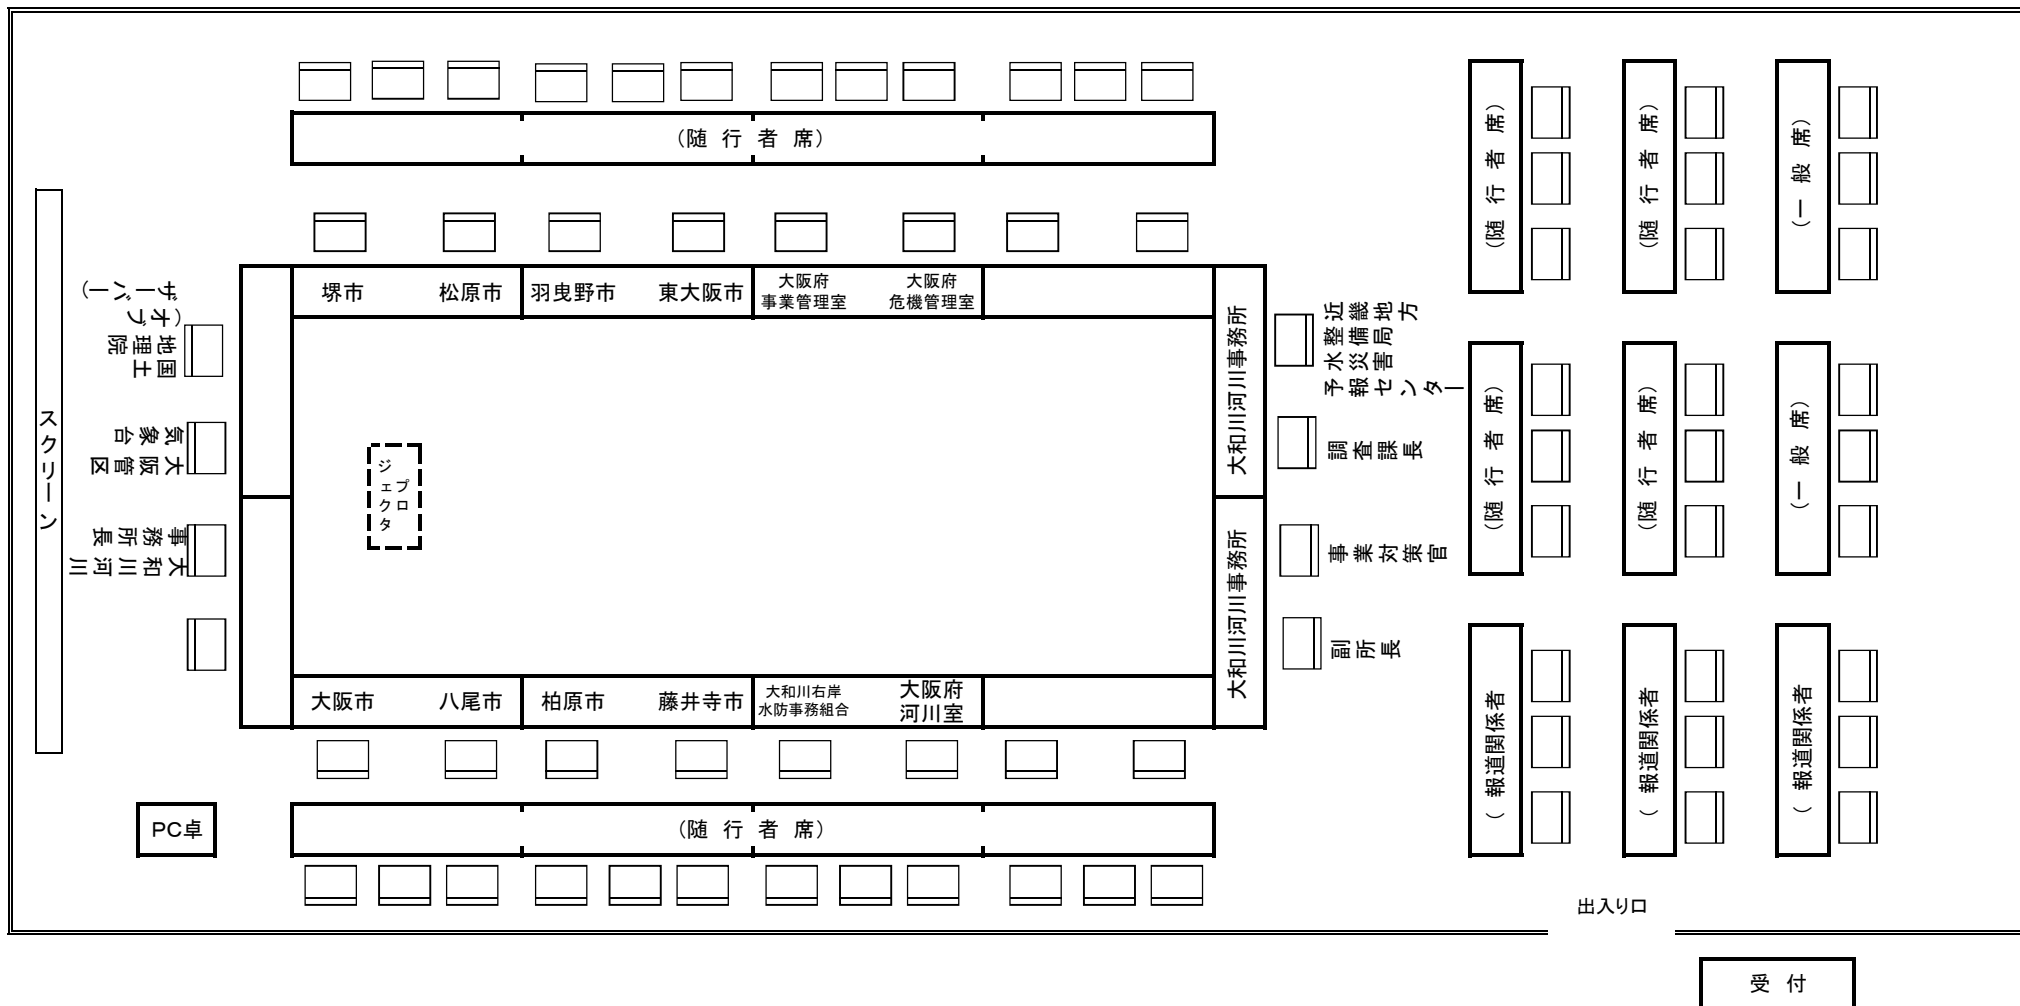 (随 行 者 席)
スクリーン
堺市
松原市
羽曳野市
東大阪市
大阪府
事業管理室
大阪府
危機管理室
国土
地理院
(オブ
ザーバー)
大阪管区
気象台
大和川河川
事務所長
プロ
ジェクタ
大和川河川事務所
大和川河川事務所
近畿地方
整備局
水災害
予報センター
調査課長
事業対策官
副所長
大阪市
八尾市
柏原市
藤井寺市
大和川右岸
水防事務組合
大阪府
河川室
PC卓
(随 行 者 席)
(随 行 者 席)
(随 行 者 席)
(一 般 席)
(随 行 者 席)
(随 行 者 席)
(一 般 席)
( 報道関係者
( 報道関係者
( 報道関係者
出入り口
受 付